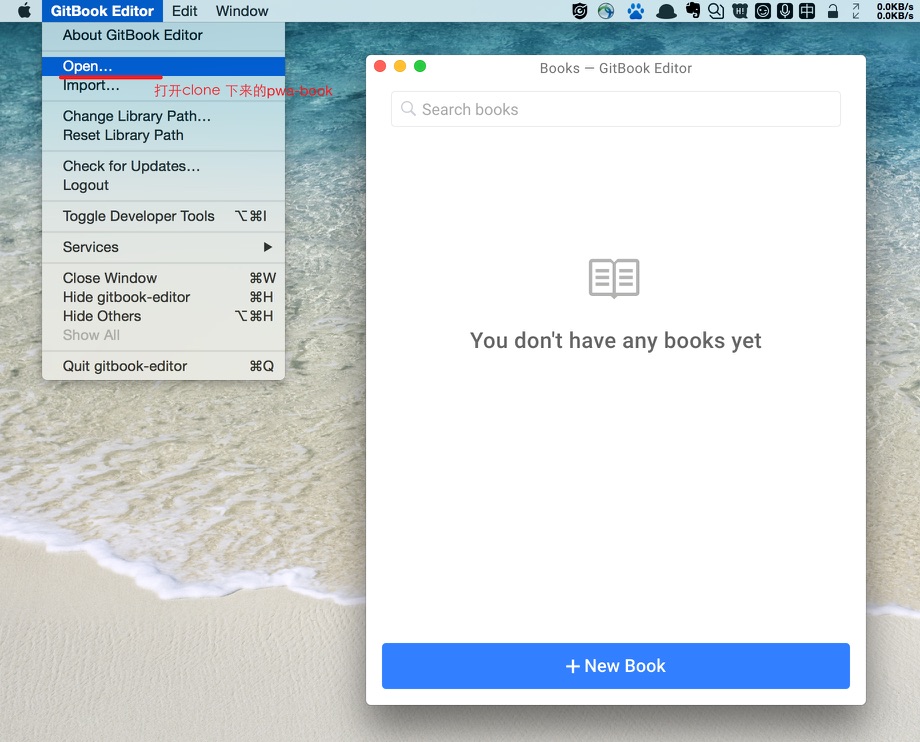 GitBook Editor Edit Window 0.0KB/s
0.0KB/s
About GitBook Editor
Open...
Import...
打开clone 下来的pwa-book
Change Library Path...
Reset Library Path
Check for Updates...
Logout
Toggle Developer Tools ⌥⌘I
Services ▶
Close Window ⌘W
Hide gitbook-editor ⌘H
Hide Others ⌥⌘H
Show All
Quit gitbook-editor ⌘Q
Books — GitBook Editor
Search books
You don't have any books yet
+ New Book